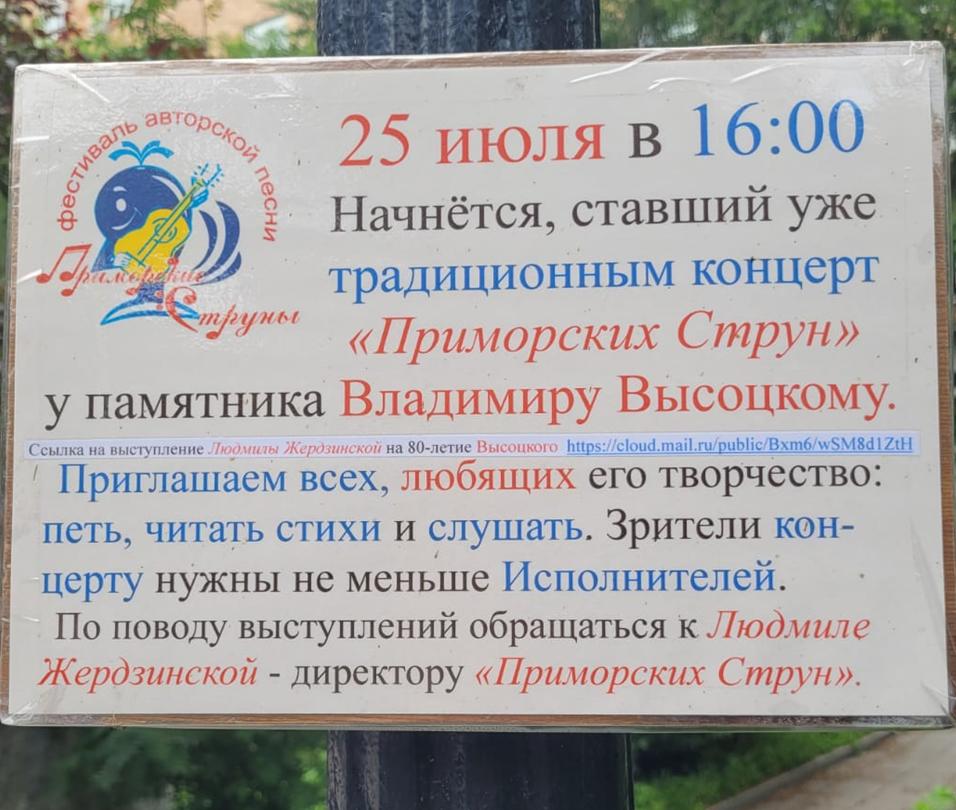 фестиваль авторской песни
Приморские
Струны
25 июля в 16:00
Начнётся, ставший уже
традиционным концерт
«Приморских Струн»
у памятника Владимиру Высоцкому.
Ссылка на выступление Людмилы Жердзинской на 80-летие Высоцкого https://cloud.mail.ru/public/Bxm6/wSM8d1ZtH
Приглашаем всех, любящих его творчество:
петь, читать стихи и слушать. Зрители кон-
церту нужны не меньше Исполнителей.
По поводу выступлений обращаться к Людмиле
Жердзинской - директору «Приморских Струн».